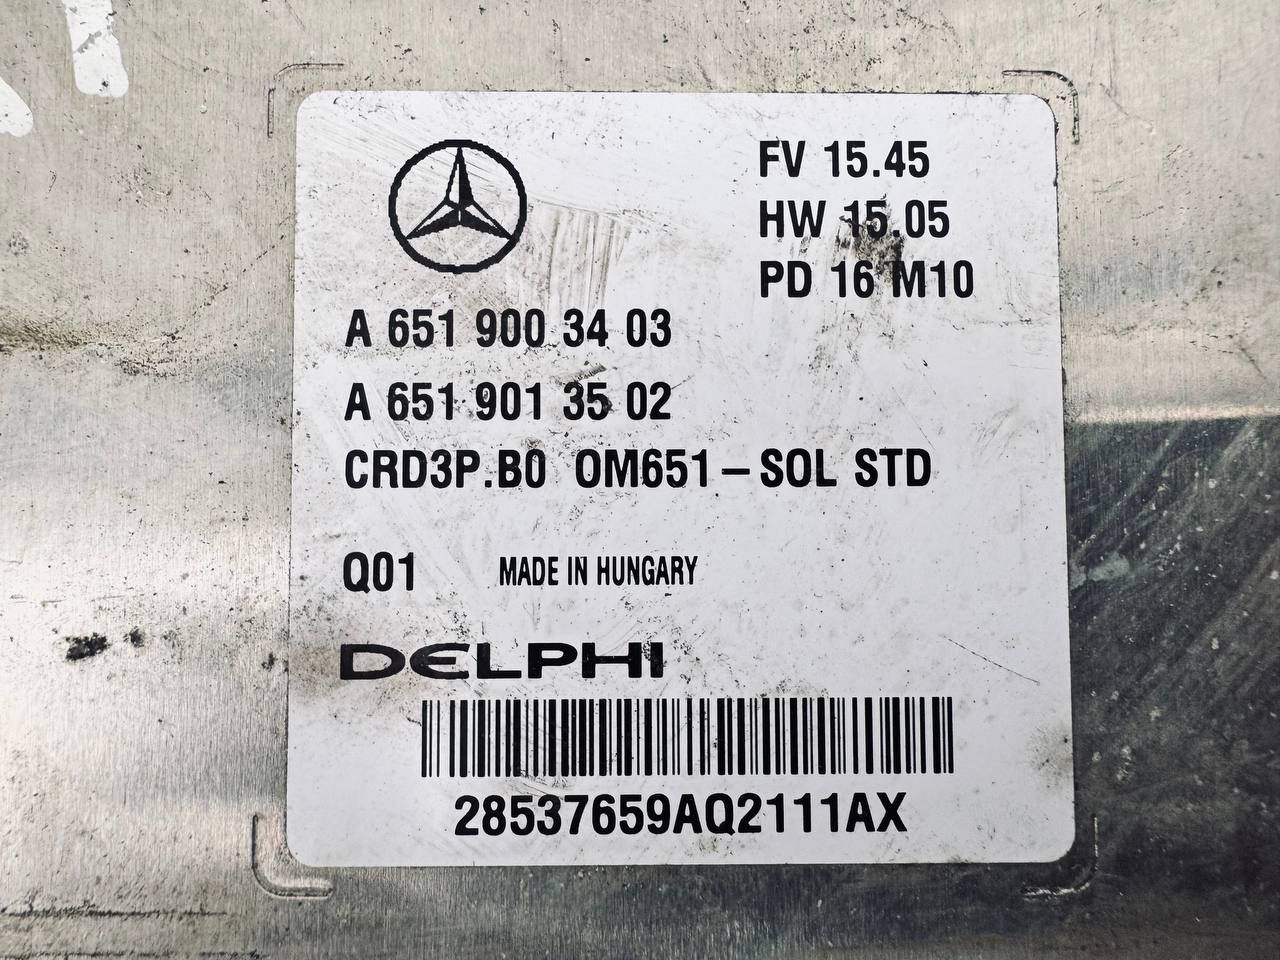 FV 15.45
HW 15.05
PD 16 M10
A 651 900 34 03
A 651 901 35 02
CRD3P.B0 OM651-SOL STD
Q01 MADE IN HUNGARY
DELPHI
28537659AQ2111AX